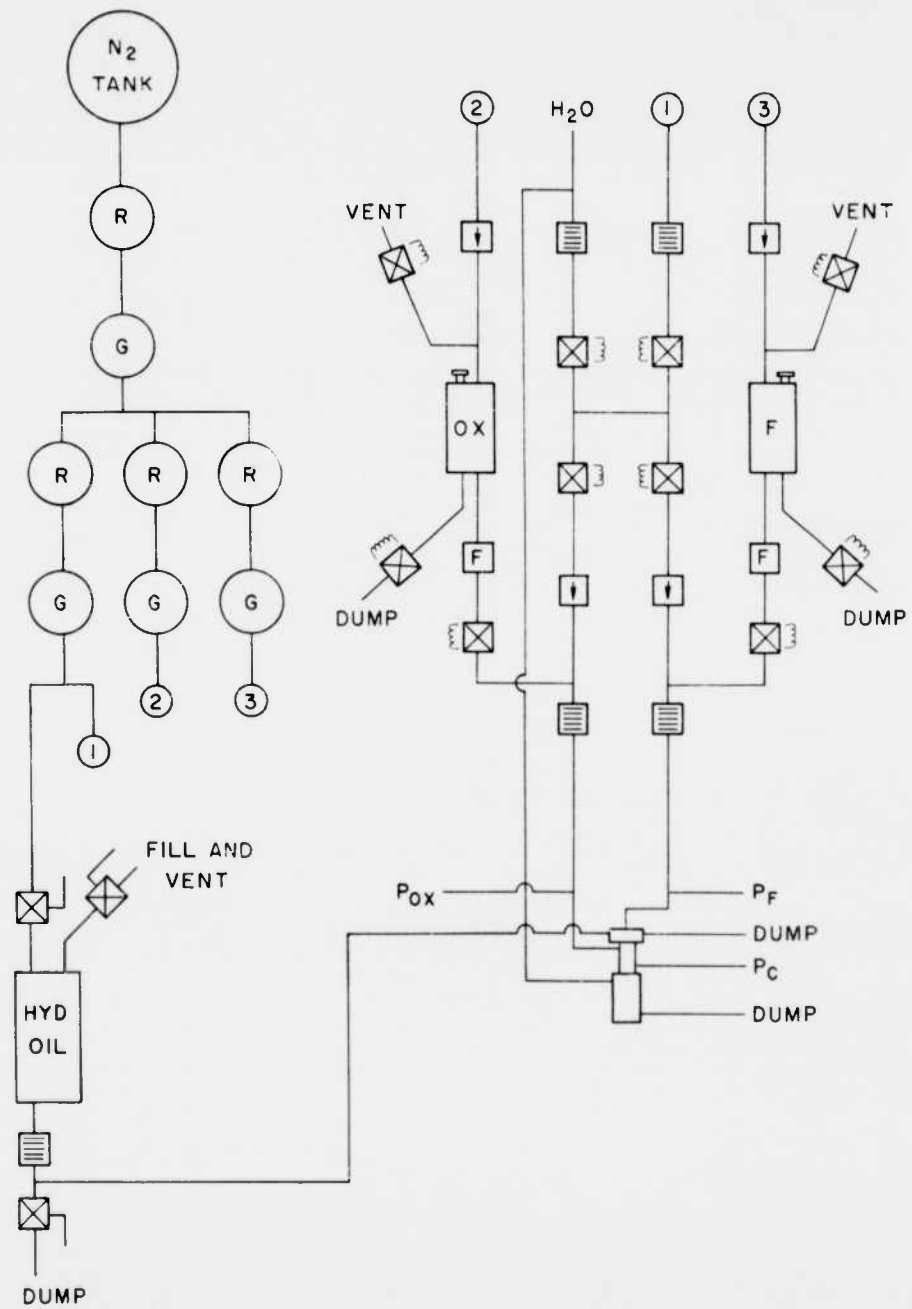 N2
TANK
2
H2O
1
3
R
VENT
VENT
G
OX
F
R
R
R
F
F
G
G
G
DUMP
DUMP
2
3
1
FILL AND
VENT
POX
PF
DUMP
PC
HYD
OIL
DUMP
DUMP